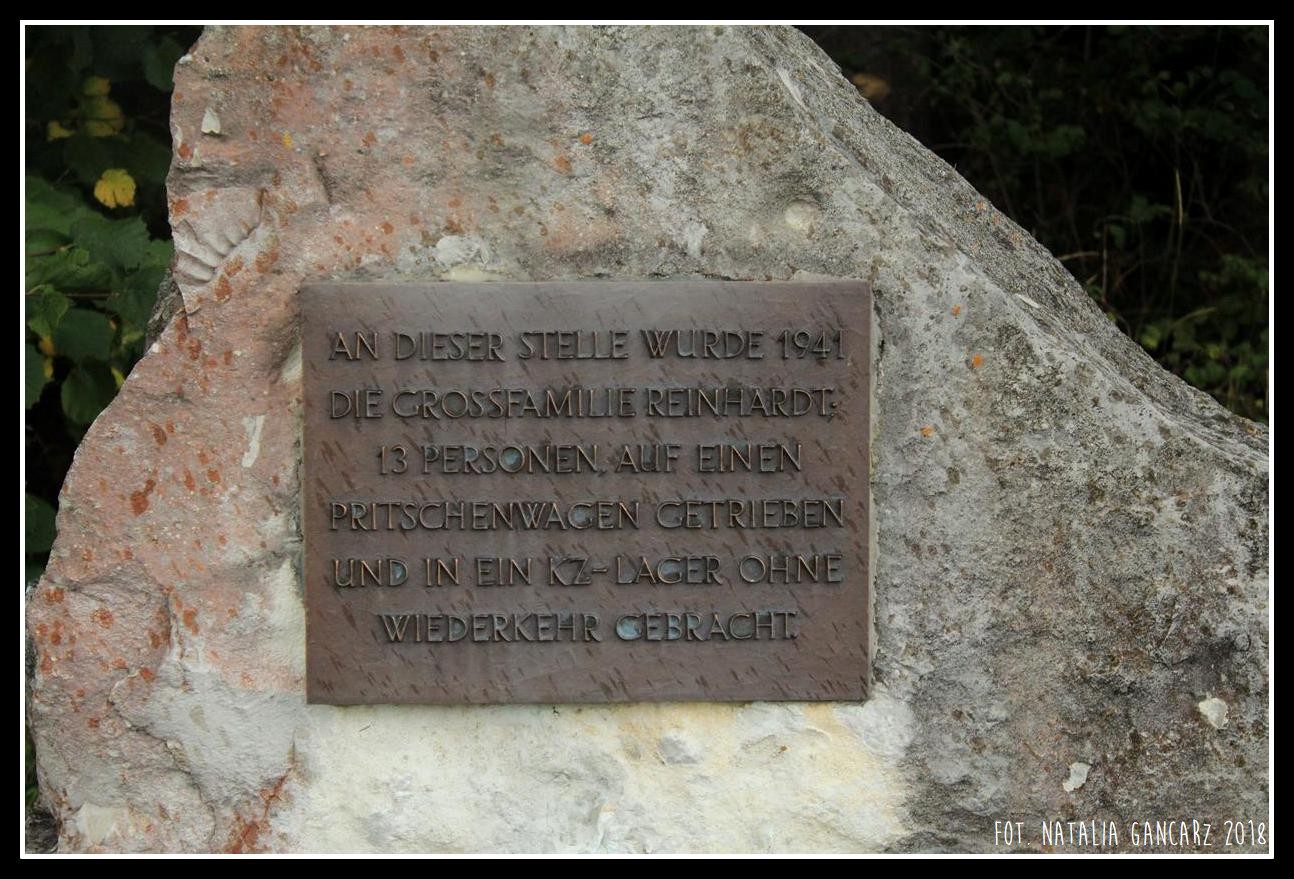 AN DIESER STELLE WURDE 1941
DIE GROSSFAMILIE REINHARDT,
13 PERSONEN, AUF EINEN
PRITSCHENWAGEN GETRIEBEN
UND IN EIN KZ-LAGER OHNE
WIEDERKEHR GEBRACHT.
FOT. NATALIA GANCARZ 2018